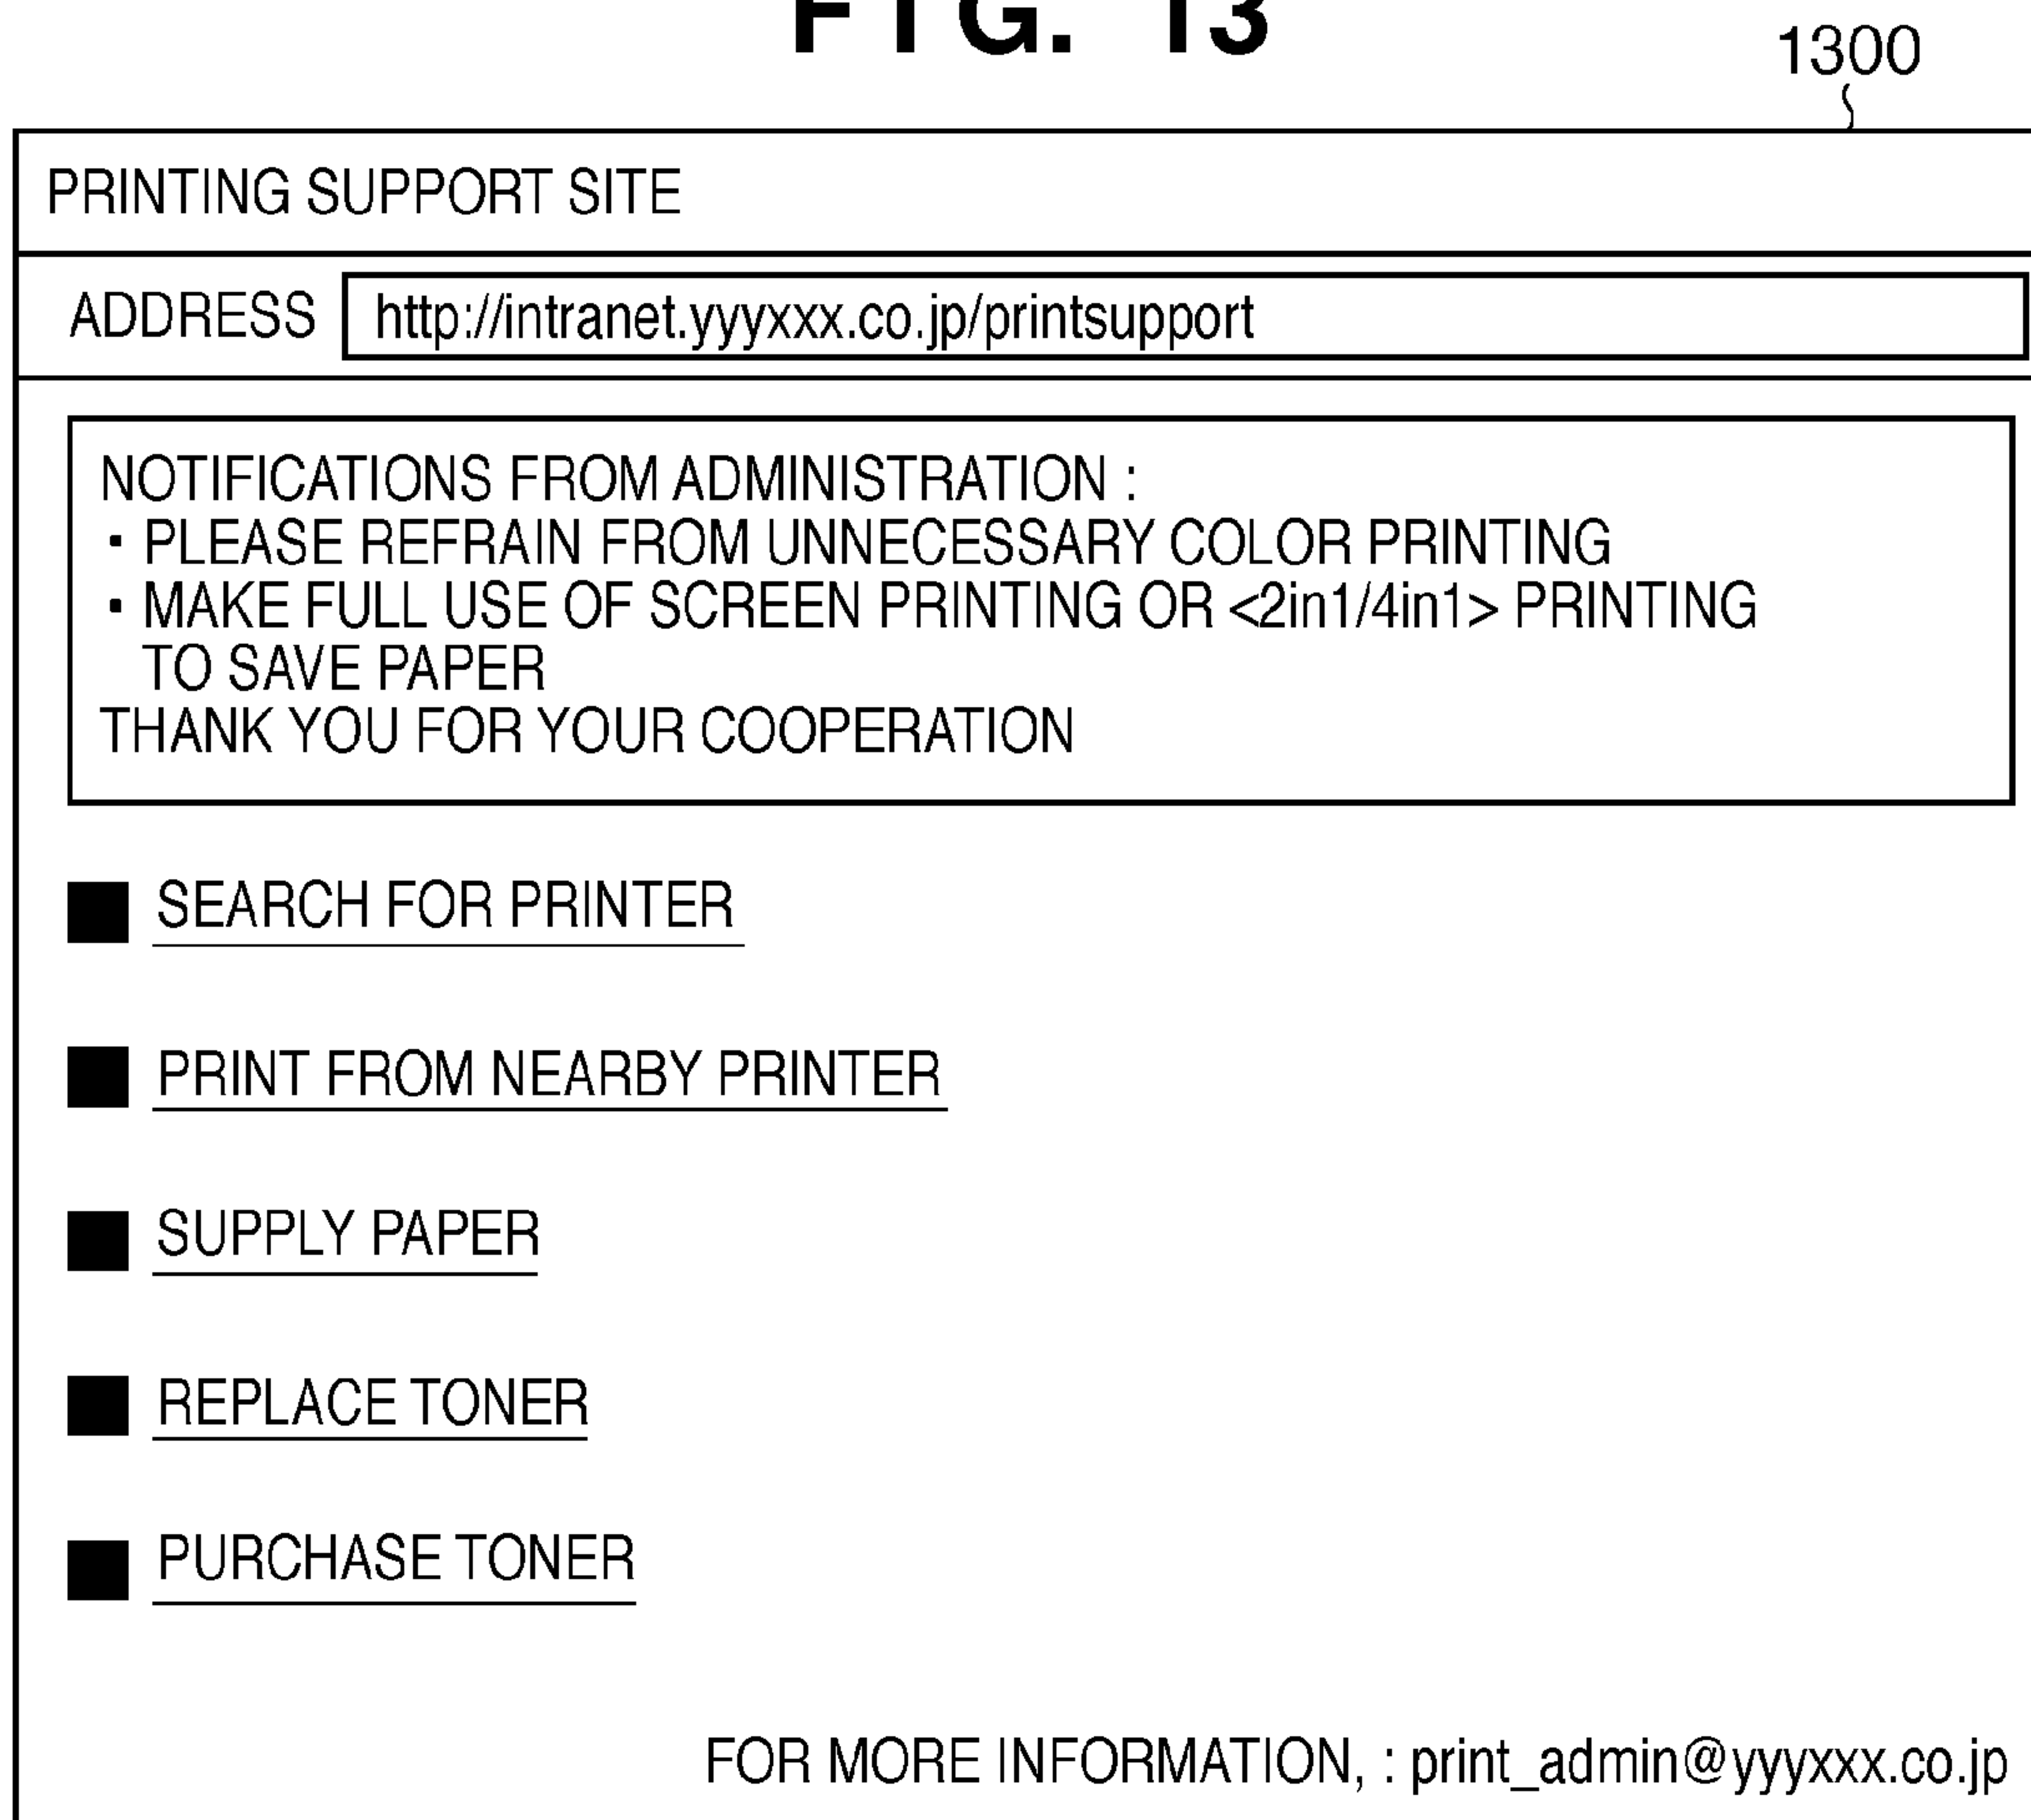 FIG. 13
1300
PRINTING SUPPORT SITE
ADDRESS http://intranet.yyyxxx.co.jp/printsupport
NOTIFICATIONS FROM ADMINISTRATION :
▪ PLEASE REFRAIN FROM UNNECESSARY COLOR PRINTING
▪ MAKE FULL USE OF SCREEN PRINTING OR <2in1/4in1> PRINTING
TO SAVE PAPER
THANK YOU FOR YOUR COOPERATION
■ SEARCH FOR PRINTER
■ PRINT FROM NEARBY PRINTER
■ SUPPLY PAPER
■ REPLACE TONER
■ PURCHASE TONER
FOR MORE INFORMATION, : print_admin@yyyxxx.co.jp